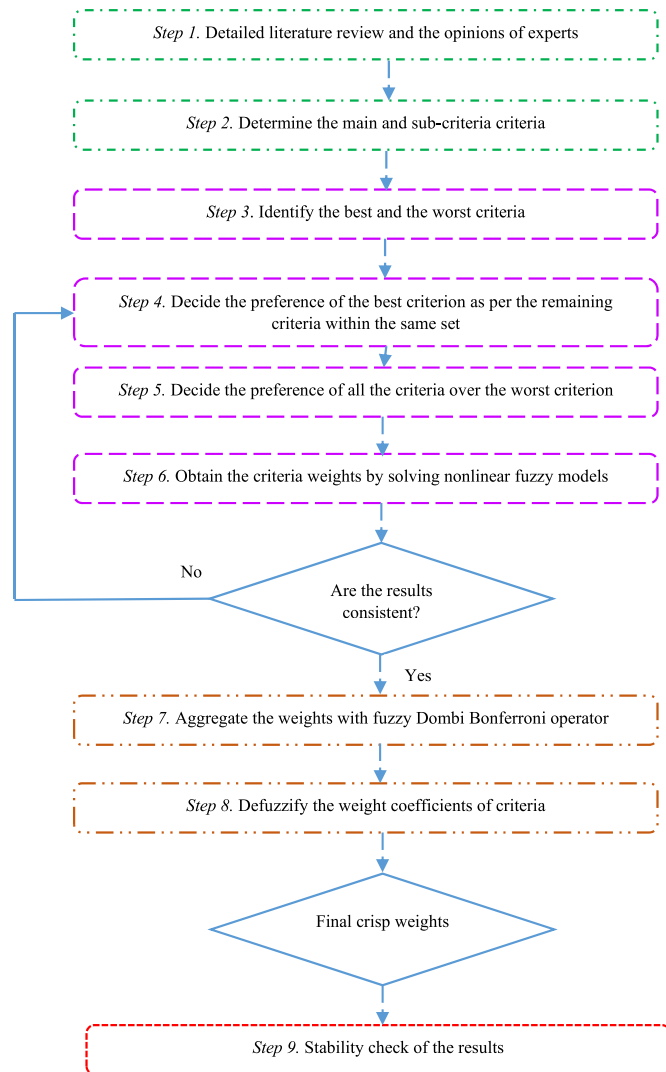 Step 1. Detailed literature review and the opinions of experts
Step 2. Determine the main and sub-criteria criteria
Step 3. Identify the best and the worst criteria
Step 4. Decide the preference of the best criterion as per the remaining
criteria within the same set
Step 5. Decide the preference of all the criteria over the worst criterion
Step 6. Obtain the criteria weights by solving nonlinear fuzzy models
No
Are the results
consistent?
Yes
Step 7. Aggregate the weights with fuzzy Dombi Bonferroni operator
Step 8. Defuzzify the weight coefficients of criteria
Final crisp weights
Step 9. Stability check of the results